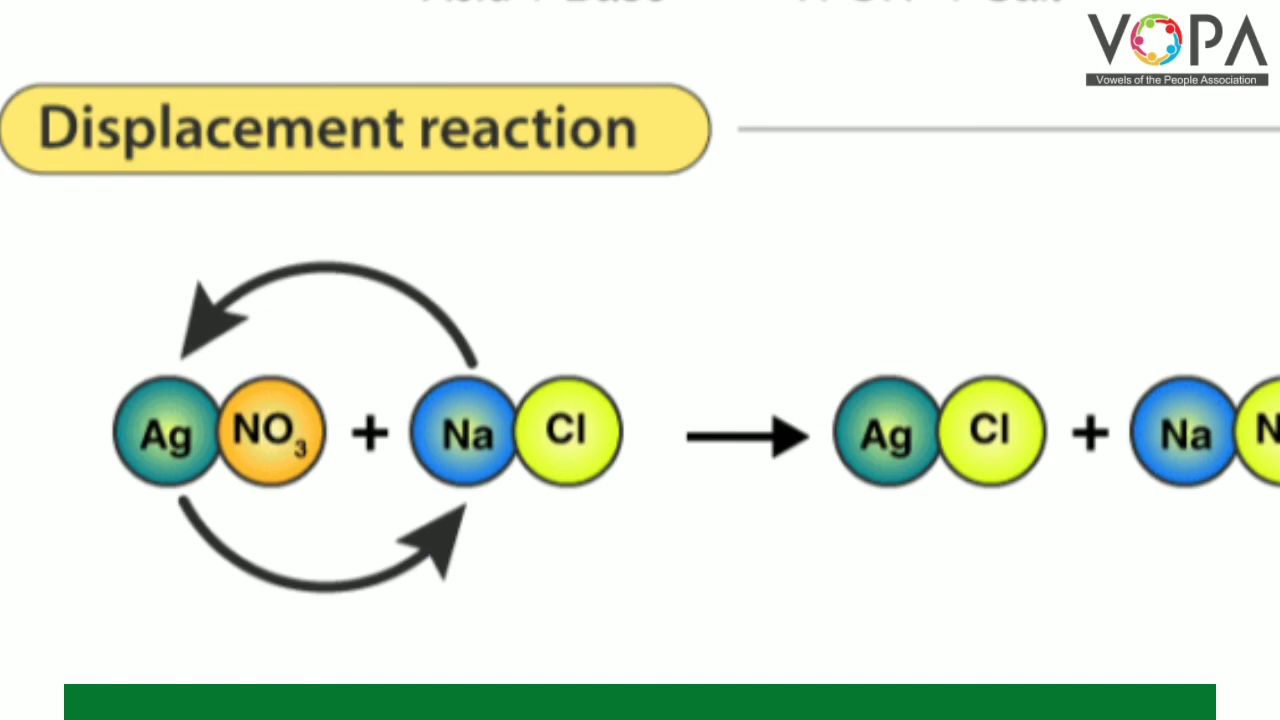 VOPA
Vowels of the People Association
Displacement reaction
Ag NO3 + Na Cl → Ag Cl + Na